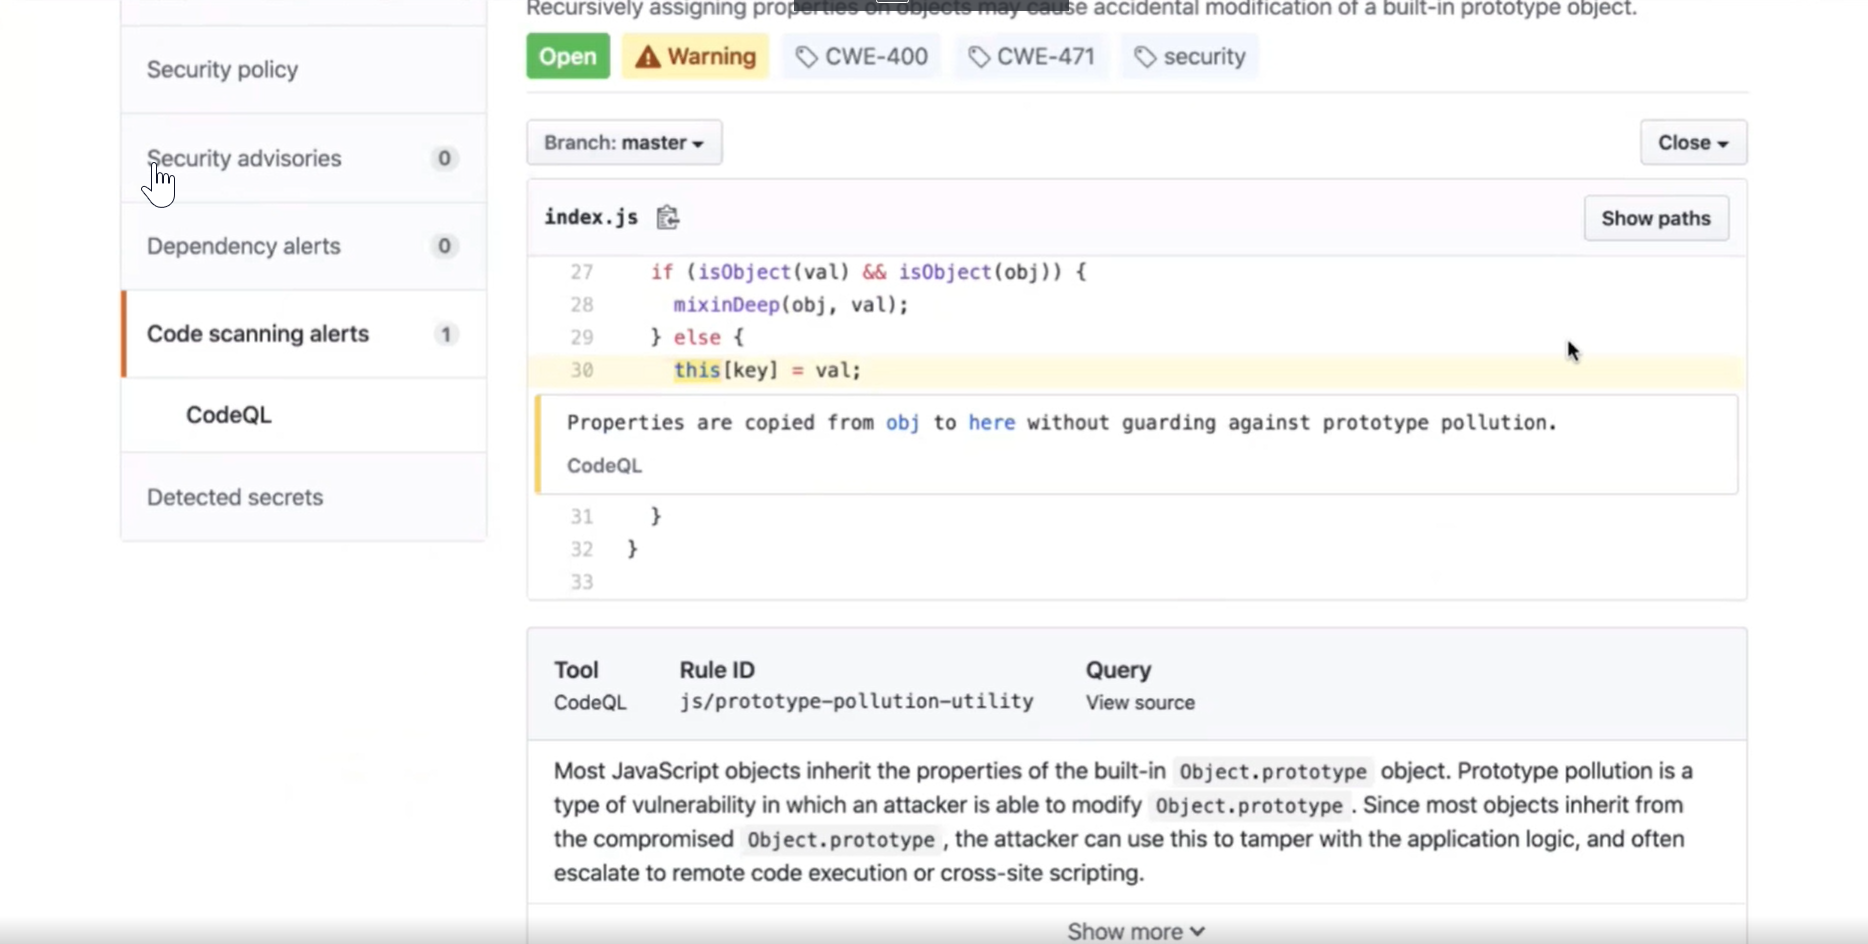 Recursively assigning properties on objects may cause accidental modification of a built-in prototype object.
Open Warning CWE-400 CWE-471 security
Security policy
Security advisories 0
Dependency alerts 0
Code scanning alerts 1
CodeQL
Detected secrets
Branch: master
Close
index.js
Show paths
27 if (isObject(val) && isObject(obj)) {
28 mixinDeep(obj, val);
29 } else {
30 this[key] = val;
Properties are copied from obj to here without guarding against prototype pollution.
CodeQL
31 }
32 }
33
Tool Rule ID Query
CodeQL js/prototype-pollution-utility View source
Most JavaScript objects inherit the properties of the built-in Object.prototype object. Prototype pollution is a
type of vulnerability in which an attacker is able to modify Object.prototype . Since most objects inherit from
the compromised Object.prototype , the attacker can use this to tamper with the application logic, and often
escalate to remote code execution or cross-site scripting.
Show more